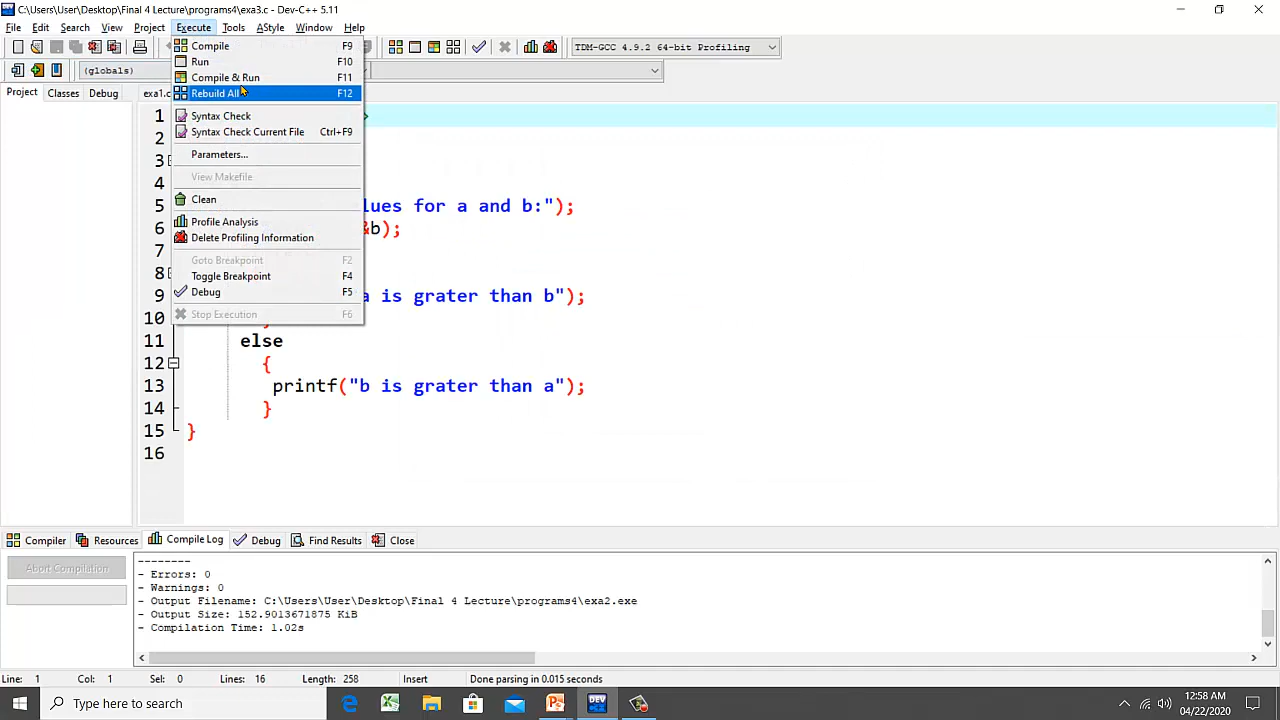 C:\Users\User\Desktop\Final 4 Lecture\programs4\exa3.c - Dev-C++ 5.11
File Edit Search View Project Execute Tools AStyle Window Help
TDM-GCC 4.9.2 64-bit Profiling
(globals)
Project Classes Debug exa1.c
Compile F9
Run F10
Compile & Run F11
Rebuild All F12
Syntax Check
Syntax Check Current File Ctrl+F9
Parameters...
View Makefile
Clean
Profile Analysis
Delete Profiling Information
Goto Breakpoint F2
Toggle Breakpoint F4
Debug F5
Stop Execution F6
1 >
2
3
4
5 lues for a and b:");
6 &b);
7
8
9 a is grater than b");
10 }
11 else
12 {
13 printf("b is grater than a");
14 }
15 }
16
Compiler Resources Compile Log Debug Find Results Close
Abort Compilation
--------
- Errors: 0
- Warnings: 0
- Output Filename: C:\Users\User\Desktop\Final 4 Lecture\programs4\exa2.exe
- Output Size: 152.9013671875 KiB
- Compilation Time: 1.02s
Line: 1 Col: 1 Sel: 0 Lines: 16 Length: 258 Insert Done parsing in 0.015 seconds
Type here to search
12:58 AM
04/22/2020